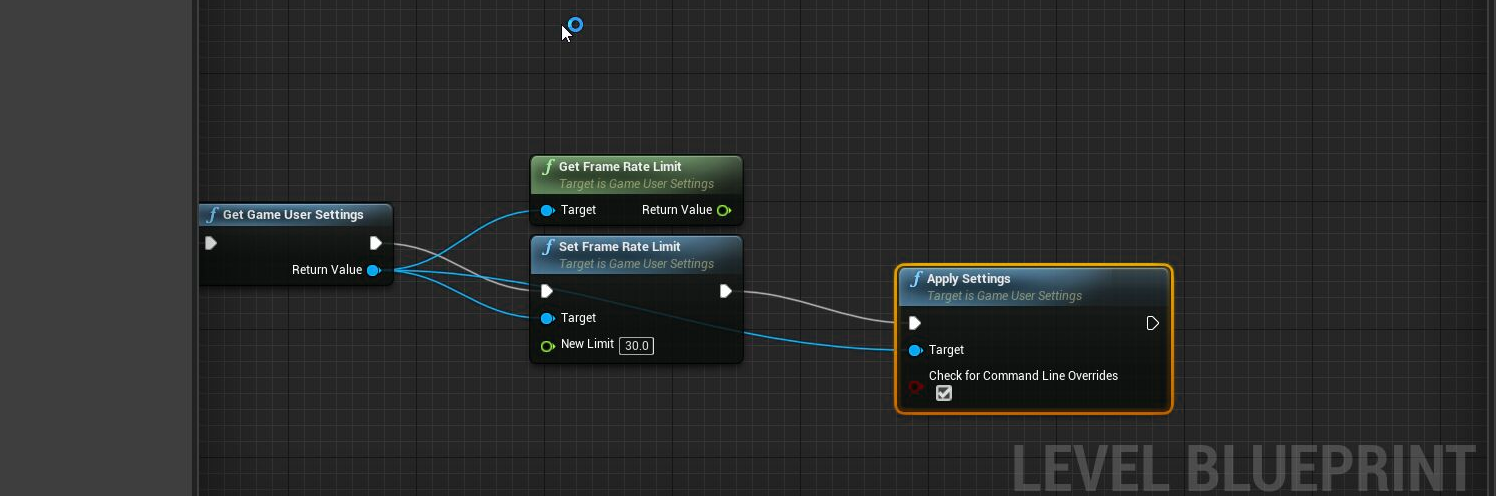 Get Frame Rate Limit
Target is Game User Settings
Target Return Value
Get Game User Settings
Return Value
Set Frame Rate Limit
Target is Game User Settings
Target
New Limit 30.0
Apply Settings
Target is Game User Settings
Target
Check for Command Line Overrides
LEVEL BLUEPRINT